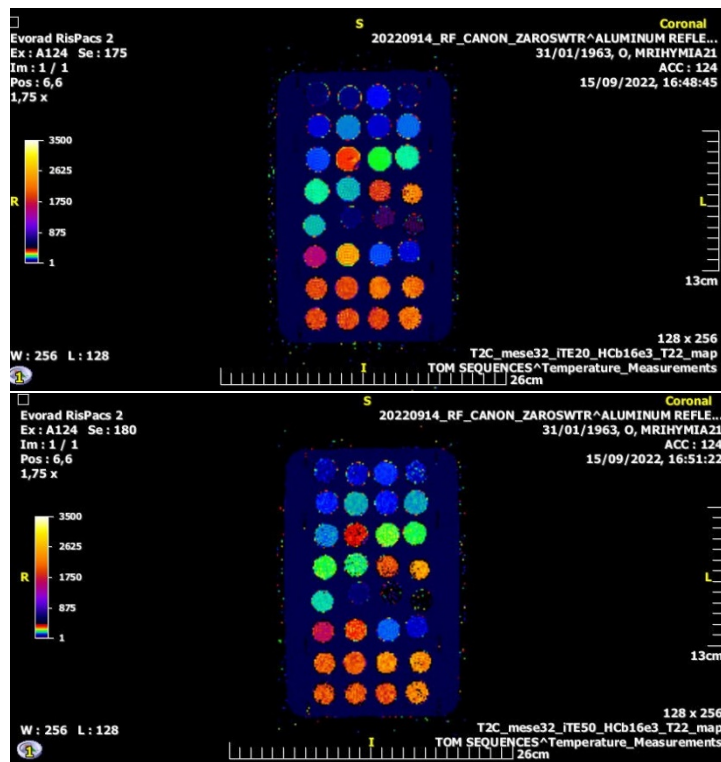 S
Coronal
Evorad RisPacs 2
20220914_RF_CANON_ZAROSWTR^ALUMINUM REFLE...
Ex : A124 Se : 175
31/01/1963, O, MRIHYMIA21
Im : 1 / 1
ACC : 124
Pos : 6,6
15/09/2022, 16:48:45
1,75 x
3500
2625
1750
875
1
R
L
13cm
128 x 256
W : 256 L : 128
T2C_mese32_iTE20_HCb16e3_T22_map
I
TOM SEQUENCES^Temperature_Measurements
1
26cm
S
Coronal
Evorad RisPacs 2
20220914_RF_CANON_ZAROSWTR^ALUMINUM REFLE...
Ex : A124 Se : 180
31/01/1963, O, MRIHYMIA21
Im : 1 / 1
ACC : 124
Pos : 6,6
15/09/2022, 16:51:22
1,75 x
3500
2625
1750
875
1
R
L
13cm
128 x 256
W : 256 L : 128
T2C_mese32_iTE50_HCb16e3_T22_map
I
TOM SEQUENCES^Temperature_Measurements
1
26cm